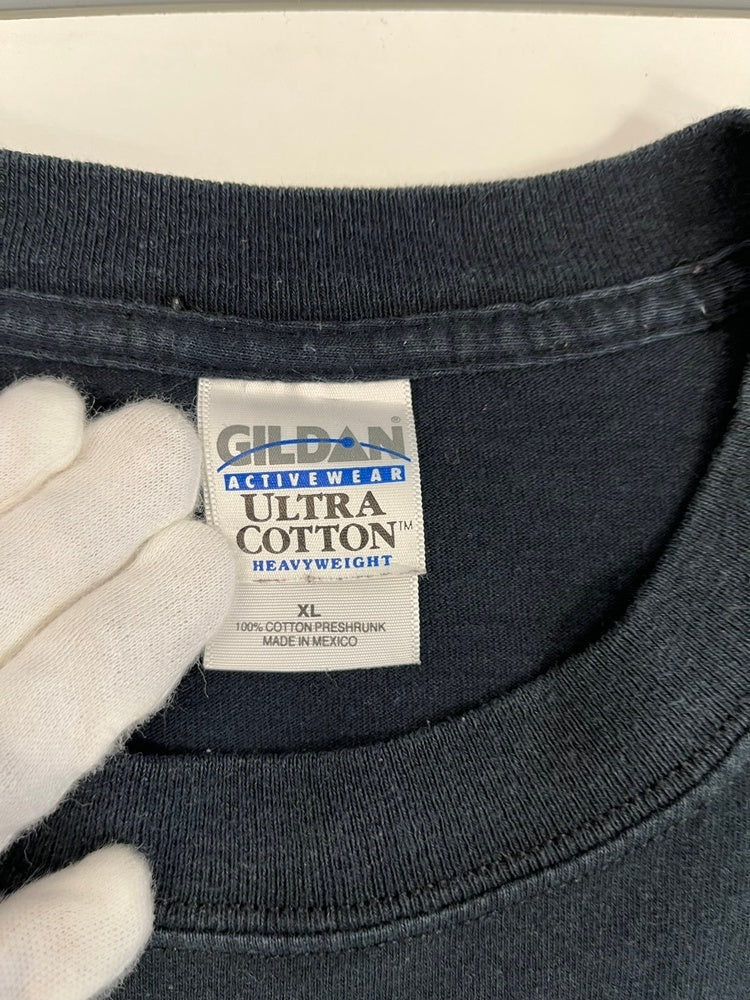 GILDAN®
ACTIVEWEAR
ULTRA
COTTON™
HEAVYWEIGHT
XL
100% COTTON PRESHRUNK
MADE IN MEXICO